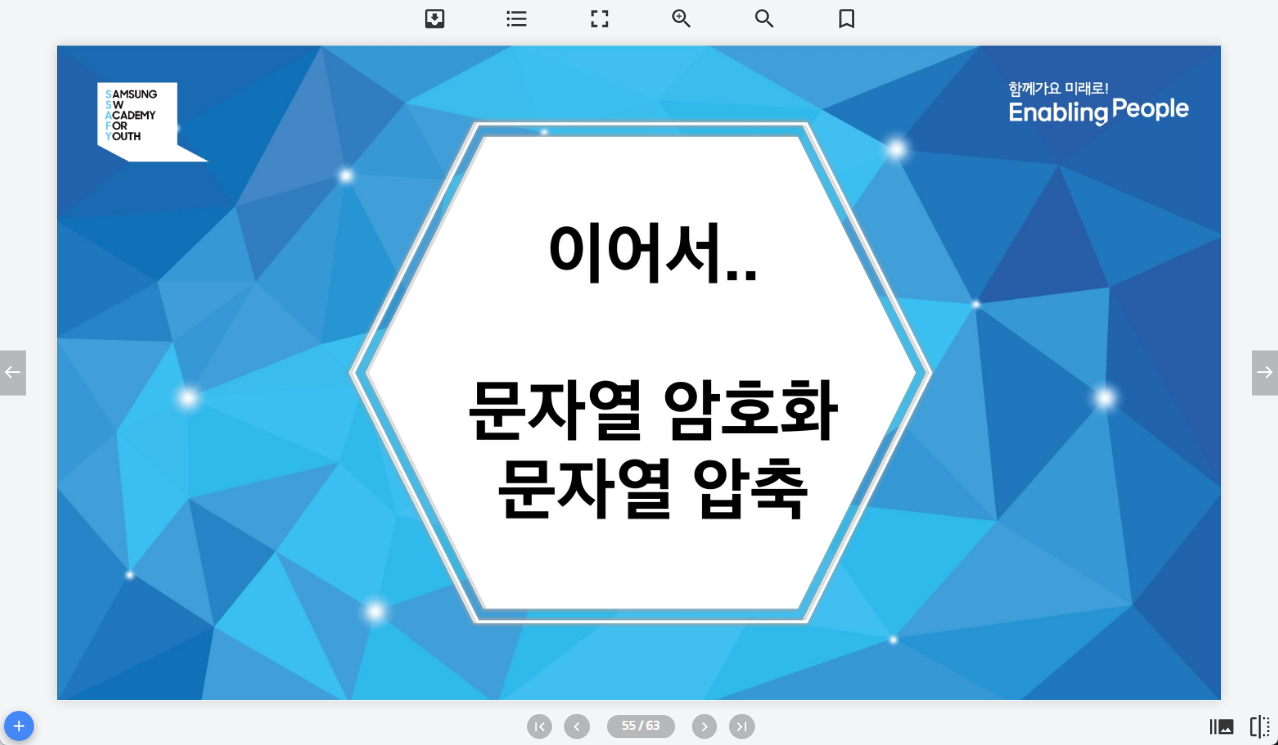 SAMSUNG
SW
ACADEMY
FOR
YOUTH
함께가요 미래로!
Enabling People
이어서..
문자열 암호화
문자열 압축
55 / 63